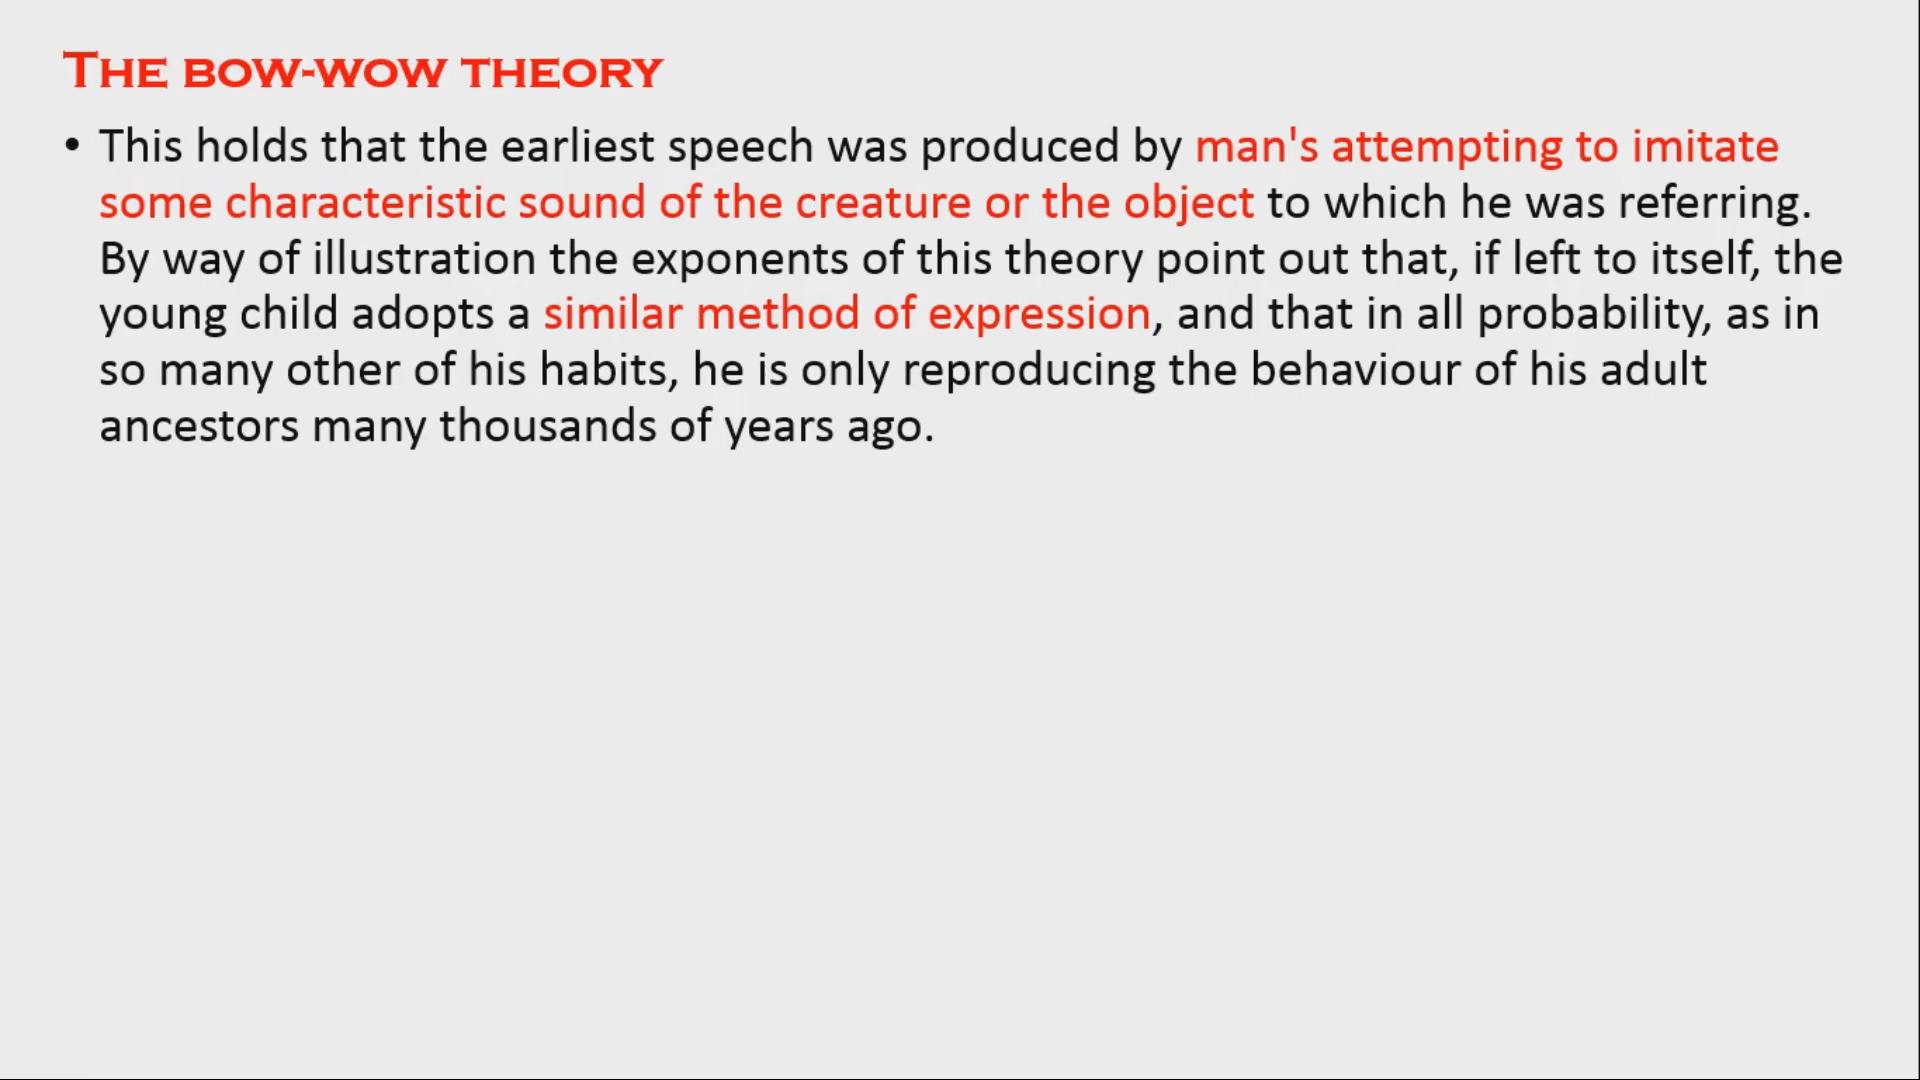 THE BOW-WOW THEORY
• This holds that the earliest speech was produced by man's attempting to imitate
some characteristic sound of the creature or the object to which he was referring.
By way of illustration the exponents of this theory point out that, if left to itself, the
young child adopts a similar method of expression, and that in all probability, as in
so many other of his habits, he is only reproducing the behaviour of his adult
ancestors many thousands of years ago.